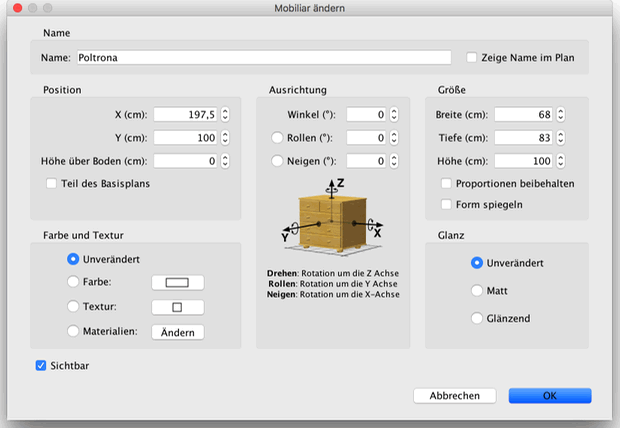 Mobiliar ändern
Name
Name: Poltrona
Zeige Name im Plan
Position
X (cm): 197,5
Y (cm): 100
Höhe über Boden (cm): 0
Teil des Basisplans
Ausrichtung
Winkel (°): 0
Rollen (°): 0
Neigen (°): 0
Z
Y
X
Drehen: Rotation um die Z Achse
Rollen: Rotation um die Y Achse
Neigen: Rotation um die X-Achse
Größe
Breite (cm): 68
Tiefe (cm): 83
Höhe (cm): 100
Proportionen beibehalten
Form spiegeln
Farbe und Textur
Unverändert
Farbe:
Textur:
Materialien: Ändern
Glanz
Unverändert
Matt
Glänzend
Sichtbar
Abbrechen
OK